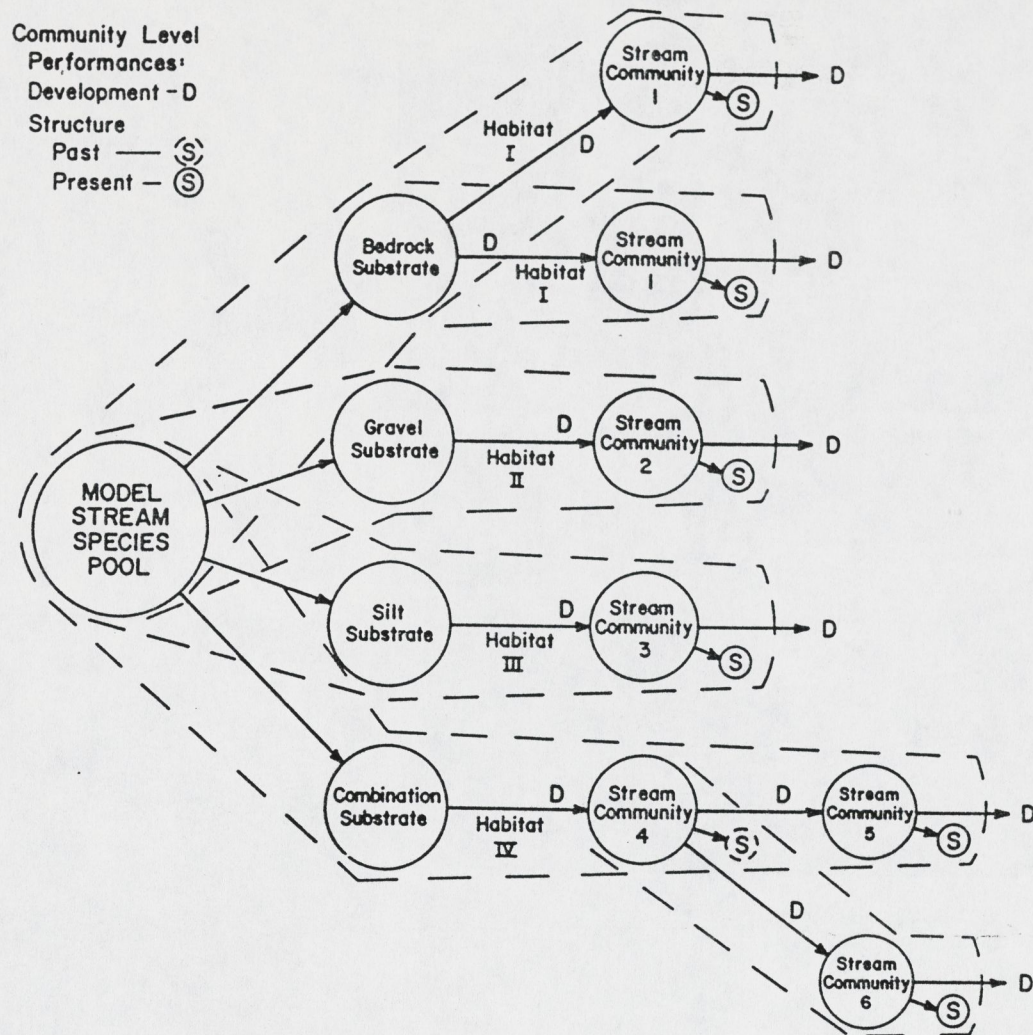 Community Level
Performances:
Development - D
Structure
Past — S
Present — S
Stream
Community
1
D
S
Habitat
I
D
Bedrock
Substrate
D
Habitat
I
Stream
Community
1
D
S
Gravel
Substrate
D
Habitat
II
Stream
Community
2
D
S
MODEL
STREAM
SPECIES
POOL
Silt
Substrate
D
Habitat
III
Stream
Community
3
D
S
Combination
Substrate
D
Habitat
IV
Stream
Community
4
S
D
Stream
Community
5
D
S
D
Stream
Community
6
D
S